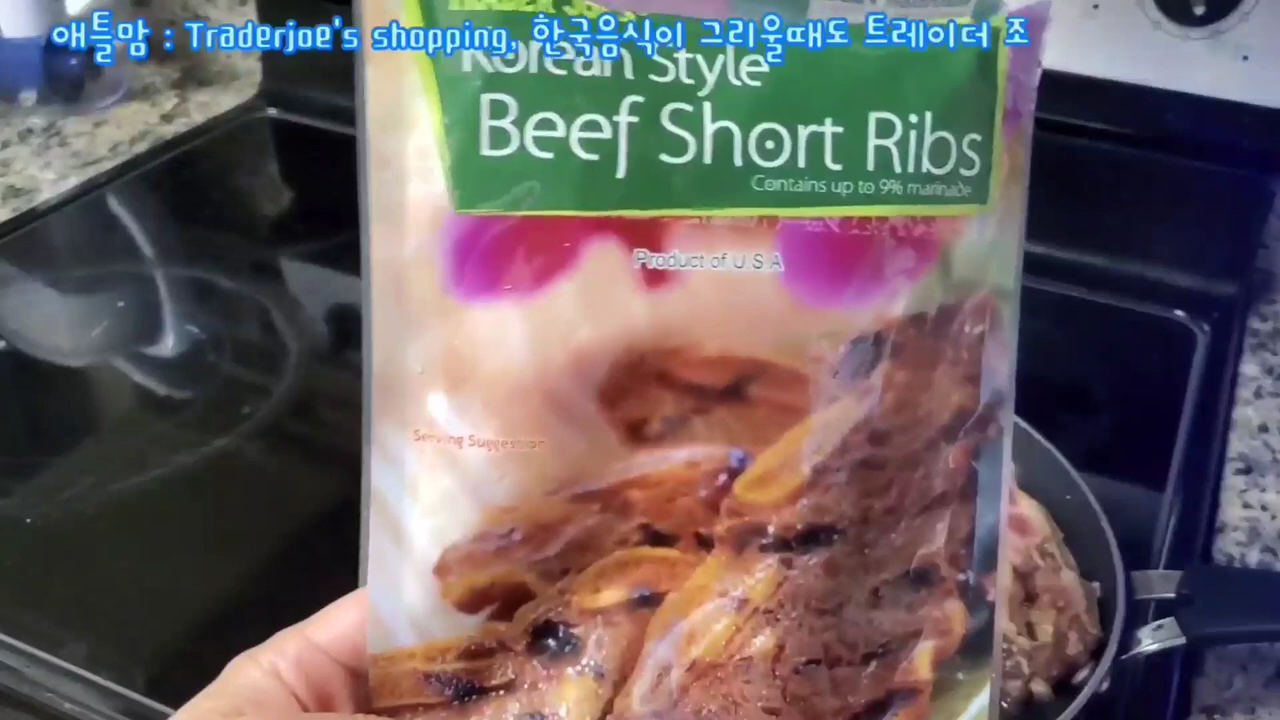 애틀맘 : Traderjoe's shopping, 한국음식이 그리울때도 트레이더 조
Korean Style
Beef Short Ribs
Contains up to 9% marinade
Product of U.S.A
Serving Suggestion